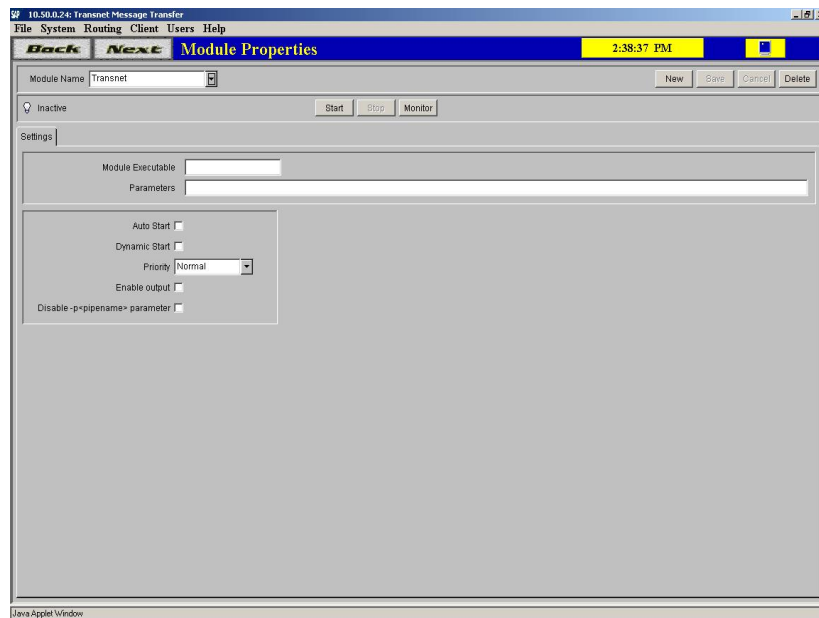 10.50.0.24: Transnet Message Transfer
File System Routing Client Users Help
Back Next Module Properties 2:38:37 PM
Module Name Transnet New Save Cancel Delete
Inactive Start Stop Monitor
Settings
Module Executable
Parameters
Auto Start
Dynamic Start
Priority Normal
Enable output
Disable -p<pipename> parameter
Java Applet Window